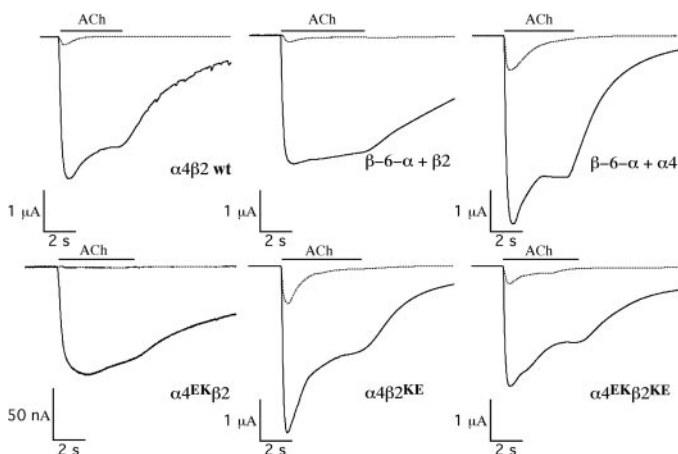 ACh
ACh
ACh
α4β2 wt
β-6-α + β2
β-6-α + α4
1 μA
2 s
1 μA
2 s
1 μA
2 s
ACh
ACh
ACh
α4EKβ2
α4β2KE
α4EKβ2KE
50 nA
2 s
1 μA
2 s
1 μA
2 s